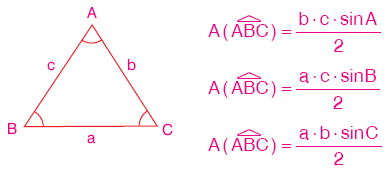 A
c b
B a C
A(ABC) = b·c·sinA / 2
A(ABC) = a·c·sinB / 2
A(ABC) = a·b·sinC / 2